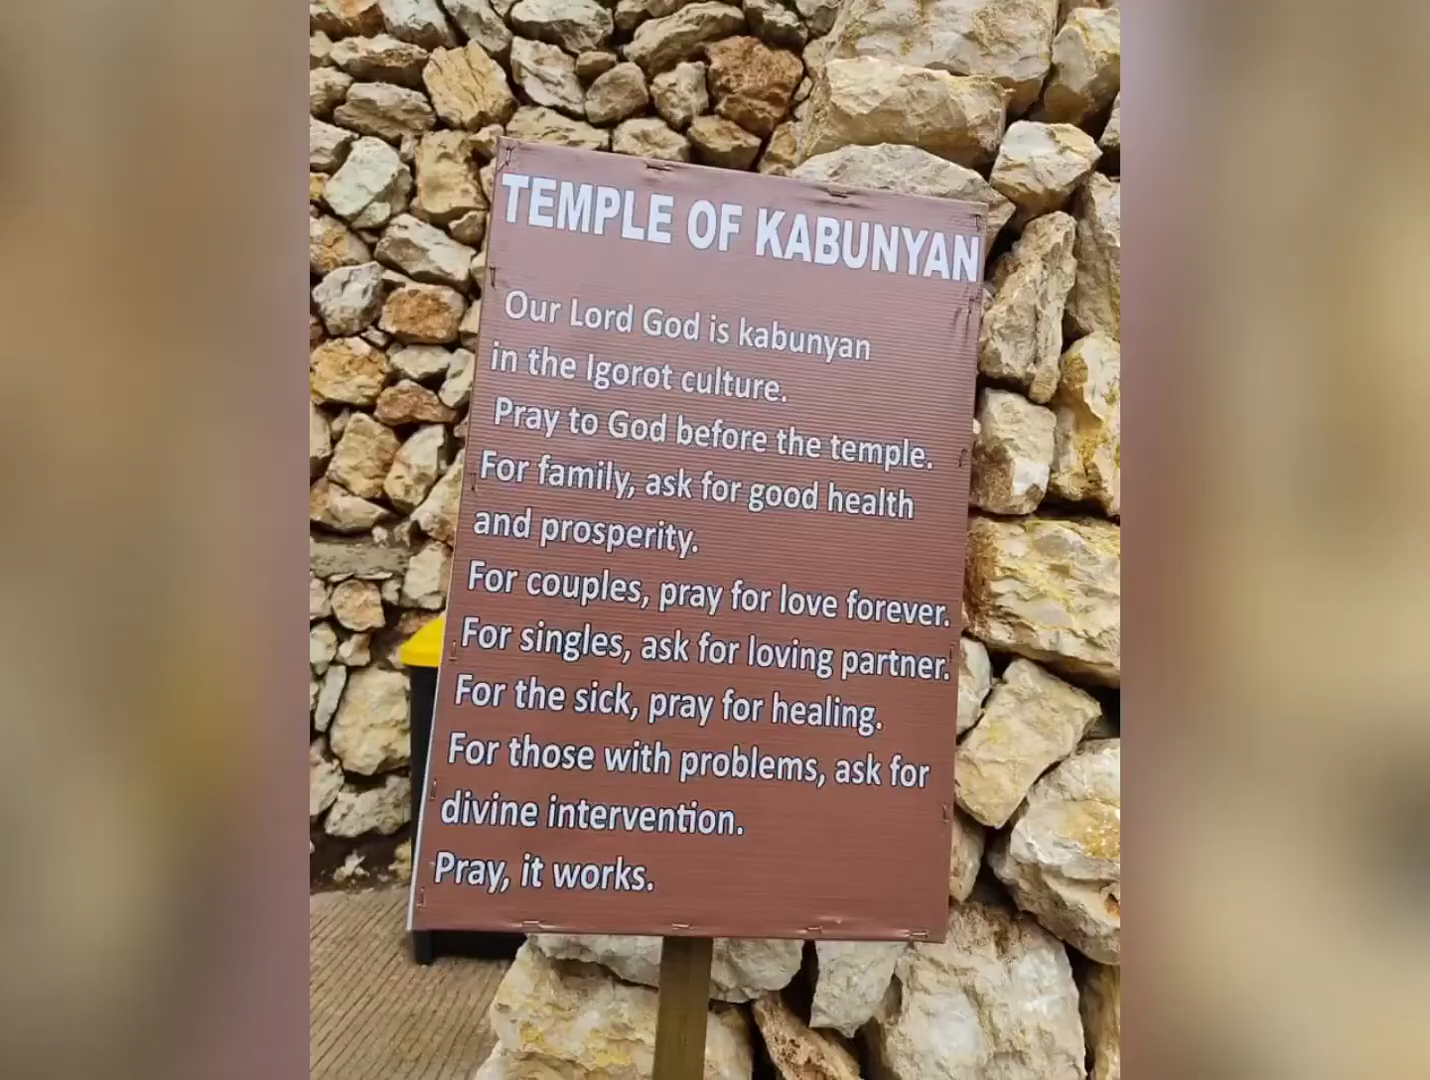 TEMPLE OF KABUNYAN
Our Lord God is kabunyan
in the Igorot culture.
Pray to God before the temple.
For family, ask for good health
and prosperity.
For couples, pray for love forever.
For singles, ask for loving partner.
For the sick, pray for healing.
For those with problems, ask for
divine intervention.
Pray, it works.